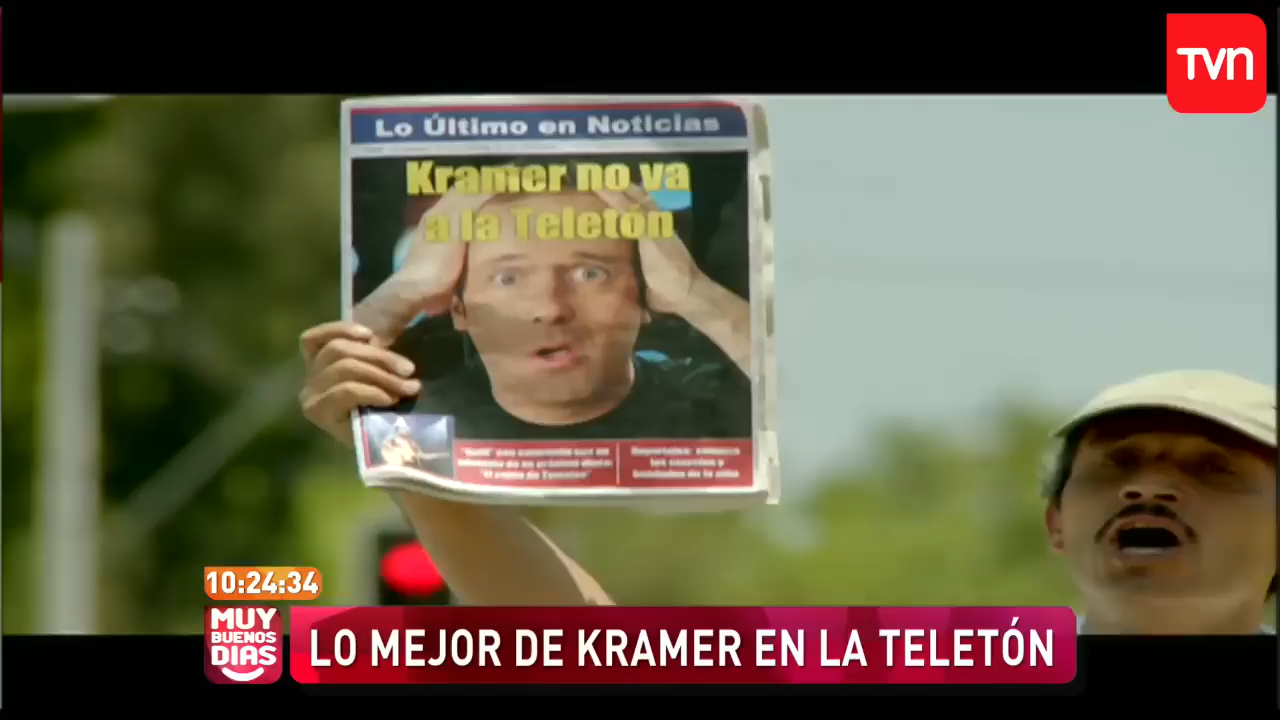 TVN
Lo Último en Noticias
Kramer no va
a la Teletón
10:24:34
MUY
BUENOS
DÍAS
LO MEJOR DE KRAMER EN LA TELETÓN